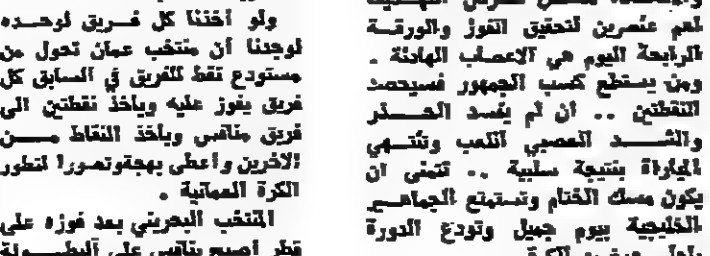 لهم عنصرين لتحقيق الفوز والورقة
الرابحة اليوم هي الاعصاب الهادئة .
ومن يستطع كسب الجمهور فسيحصد
النقطتين .. ان لم يفسد الحذر
والشد العصبي اللعب وتنتهي
المباراة بنتيجة سلبية .. نتمنى ان
يكون مسك الختام وتستمتع الجماهير
الخليجية بيوم جميل وتودع الدورة
ولو أخذنا كل فريق لوحده
لوجدنا أن منتخب عمان تحول من
مستودع نقط للفريق في السابق كل
فريق يفوز عليه ويأخذ نقطتين الى
فريق منافس ويأخذ النقاط من
الآخرين وأعطى بهجة وتصورا لتطور
الكرة العمانية .
المنتخب البحريني بعد فوزه على
قطر أصبح ينافس على البطولة